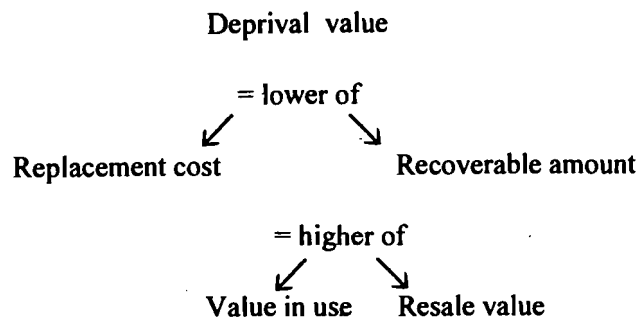 Deprival value
= lower of
Replacement cost Recoverable amount
= higher of
Value in use Resale value